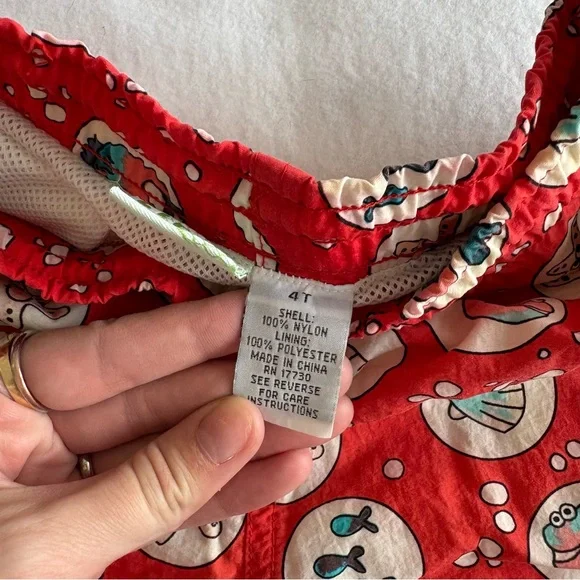 4T
SHELL:
100% NYLON
LINING:
100% POLYESTER
MADE IN CHINA
RN 17730
SEE REVERSE
FOR CARE
INSTRUCTIONS